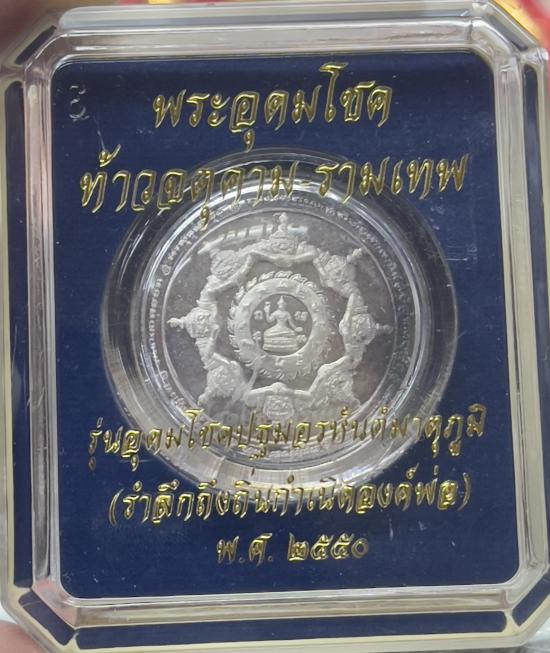 พระอุดมโชค
ท้าวจตุคาม-รามเทพ
รุ่นอุดมโชคปฐมอรหันต์มาตุภูมิ
(รำลึกถึงถิ่นกำเนิดองค์พ่อ)
พ.ศ. ๒๕๕๐